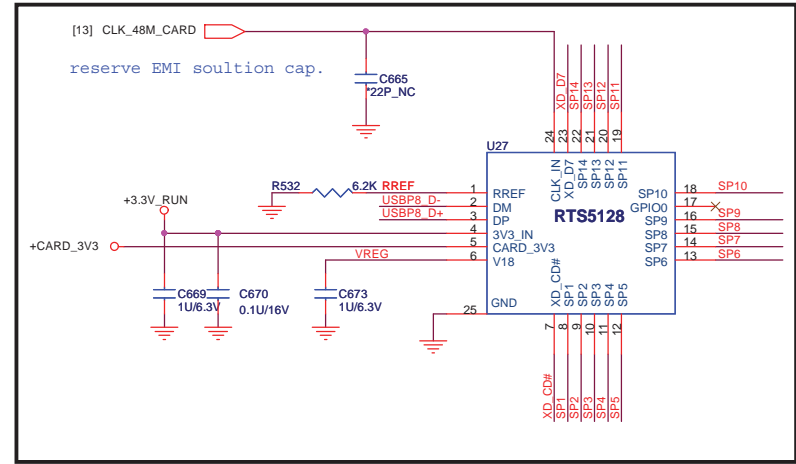 [13] CLK_48M_CARD
reserve EMI soultion cap.
C665
*22P_NC
XD_D7
SP14
SP13
SP12
SP11
U27
24
23
22
21
20
19
CLK_IN
XD_D7
SP14
SP13
SP12
SP11
R532
6.2K
RREF
USBP8_D-
USBP8_D+
+3.3V_RUN
+CARD_3V3
VREG
1
2
3
4
5
6
RREF
DM
DP
3V3_IN
CARD_3V3
V18
RTS5128
SP10
GPIO0
SP9
SP8
SP7
SP6
18
17
16
15
14
13
SP10
SP9
SP8
SP7
SP6
C669
1U/6.3V
C670
0.1U/16V
C673
1U/6.3V
25
GND
XD_CD#
SP1
SP2
SP3
SP4
SP5
7
8
9
10
11
12
XD_CD#
SP1
SP2
SP3
SP4
SP5